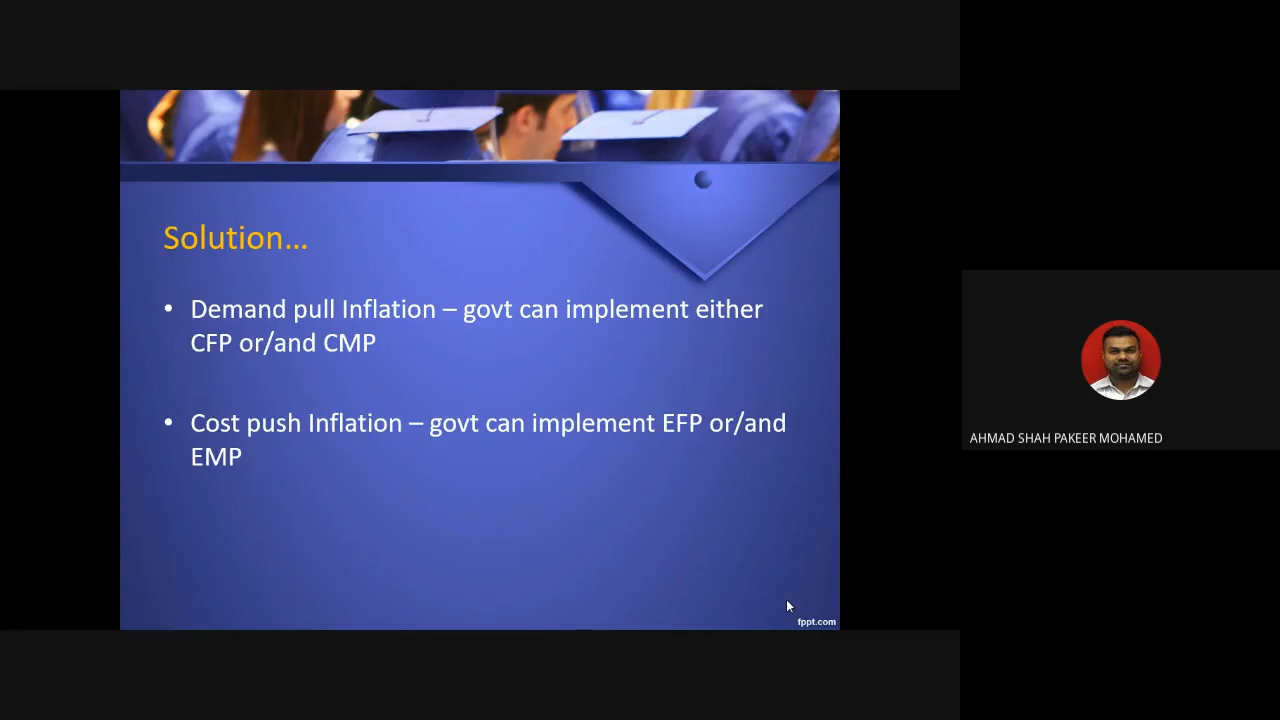 Solution...
• Demand pull Inflation – govt can implement either
CFP or/and CMP
• Cost push Inflation – govt can implement EFP or/and
EMP
fppt.com
AHMAD SHAH PAKEER MOHAMED